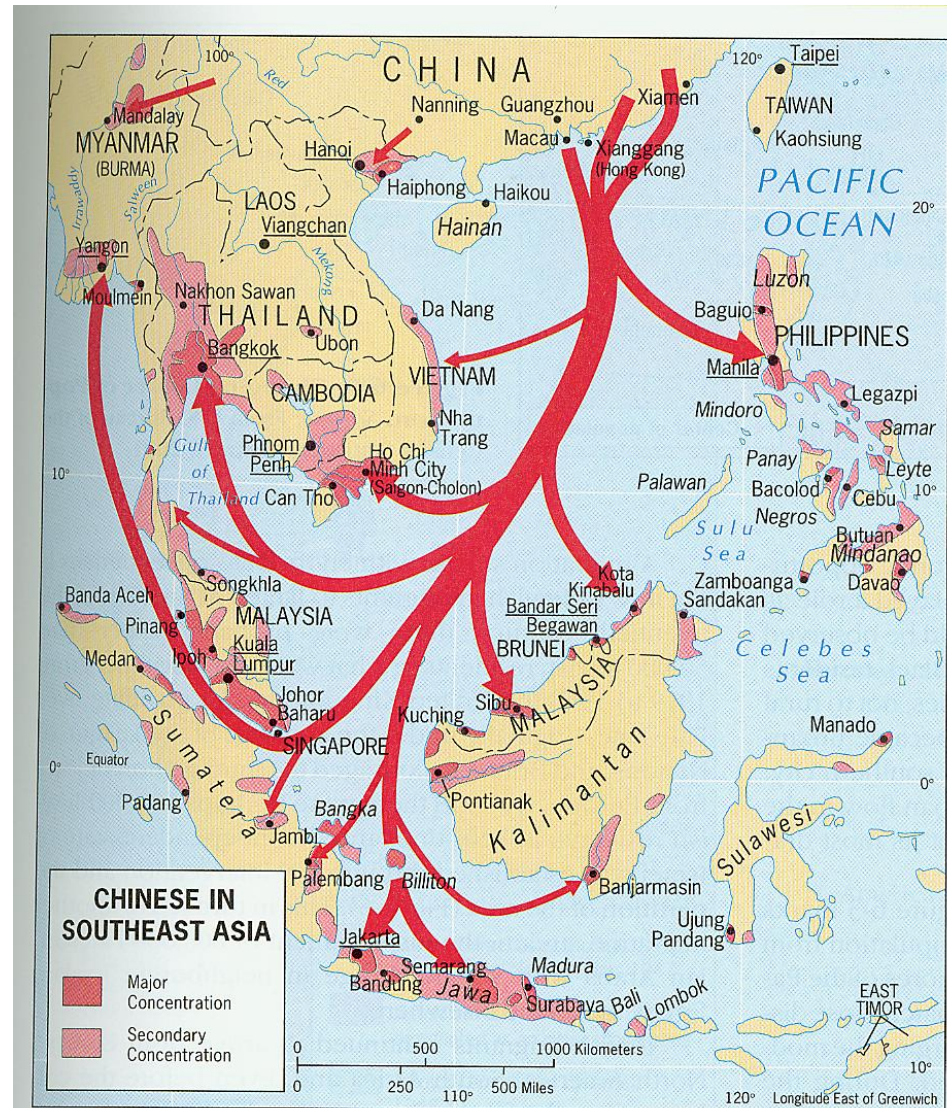 100°
120°
Taipei
CHINA
Red
Xiamen
Nanning
Guangzhou
TAIWAN
Mandalay
Macau
Kaohsiung
MYANMAR
(BURMA)
Hanoi
Xianggang
(Hong Kong)
Haiphong
Haikou
PACIFIC
OCEAN
LAOS
Irrawaddy
Salween
Viangchan
Hainan
20°
Yangon
Mekong
Moulmein
Nakhon Sawan
Luzon
THAILAND
Da Nang
Baguio
Ubon
PHILIPPINES
Bangkok
VIETNAM
Manila
CAMBODIA
Legazpi
Mindoro
Nha
Trang
Samar
Phnom
Penh
Gulf
of
Thailand
Ho Chi
Minh City
(Saigon-Cholon)
Panay
Leyte
10°
Can Tho
Palawan
Bacolod
Cebu
10°
Negros
Sulu
Sea
Butuan
Mindanao
Songkhla
Kota
Kinabalu
Zamboanga
Davao
Banda Aceh
Bandar Seri
Begawan
Sandakan
Pinang
MALAYSIA
BRUNEI
Celebes
Sea
Medan
Ipoh
Kuala
Lumpur
MALAYSIA
Sibu
Johor
Baharu
Kuching
Manado
SINGAPORE
Sumatera
Equator
0°
Kalimantan
0°
Padang
Pontianak
Bangka
Jambi
Sulawesi
Palembang
Billiton
Banjarmasin
CHINESE IN
SOUTHEAST ASIA
Ujung
Pandang
Jakarta
Major
Concentration
Semarang
Madura
Bandung
Jawa
Surabaya
Bali
Lombok
EAST
TIMOR
Secondary
Concentration
0 500 1000 Kilometers
0 250 500 Miles
10°
110°
120°
Longitude East of Greenwich